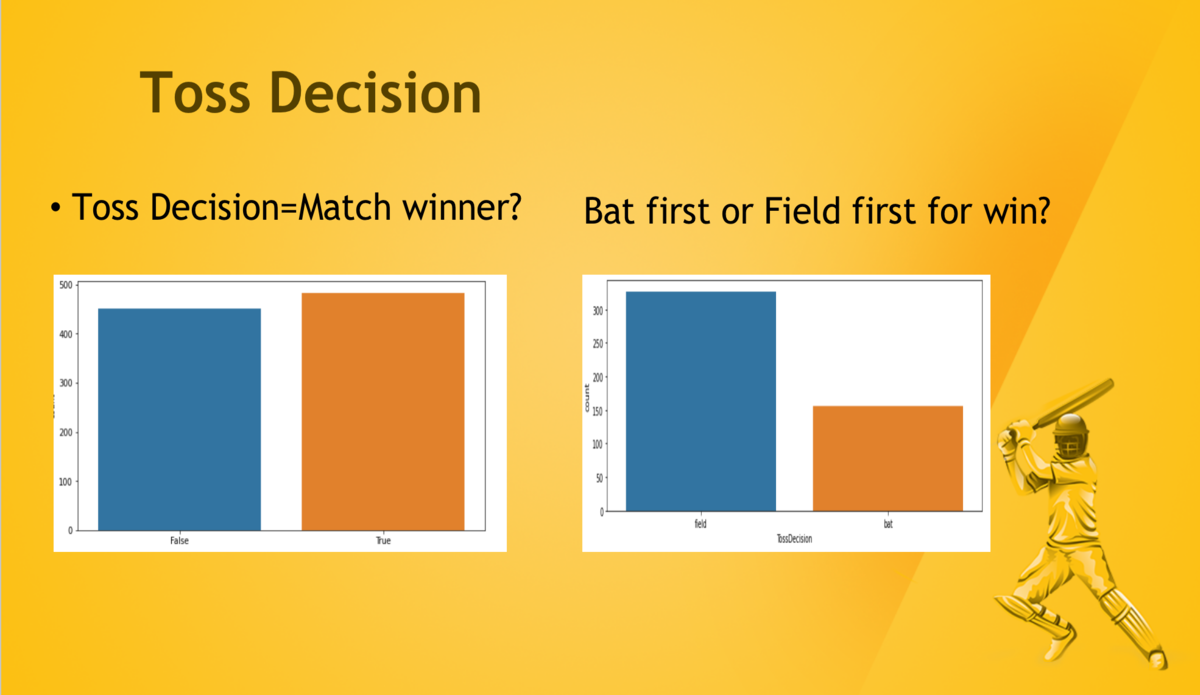 Toss Decision
• Toss Decision=Match winner?
Bat first or Field first for win?
500
400
300
200
100
0
False True
count
300
250
200
150
100
50
0
field bat
TossDecision